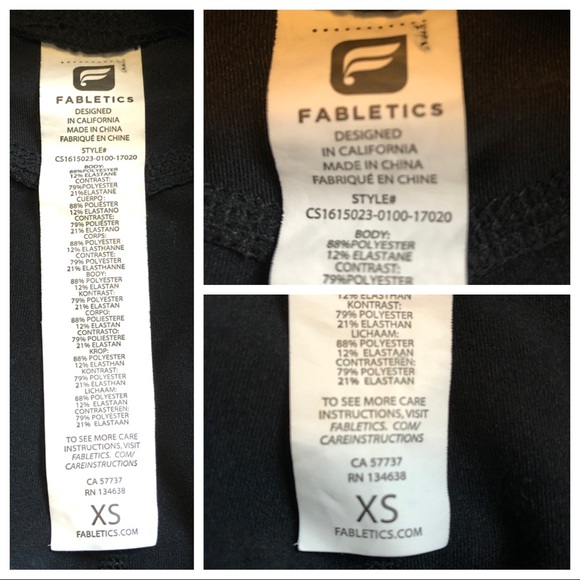 FABLETICS
DESIGNED
IN CALIFORNIA
MADE IN CHINA
FABRIQUÉ EN CHINE
STYLE#
CS1615023-0100-17020
BODY:
88%POLYESTER
12% ELASTANE
CONTRAST:
79%POLYESTER
21%ELASTANE
CUERPO:
88% POLIÉSTER
12% ELASTANO
CONTRASTE:
79% POLIÉSTER
21% ELASTANO
CORPS:
88% POLYESTER
12% ELASTHANNE
CONTRASTE:
79% POLYESTER
21% ELASTHANNE
BODY:
88% POLYESTER
12% ELASTAN
KONTRAST:
79% POLYESTER
21% ELASTAN
CORPO:
88% POLIESTERE
12% ELASTAN
CONTRASTO:
79% POLIESTERE
21% ELASTAN
KROP:
88% POLYESTER
12% ELASTHAN
KONTRAST:
79% POLYESTER
21% ELASTHAN
LICHAAM:
88% POLYESTER
12% ELASTAAN
CONTRASTEREN:
79% POLYESTER
21% ELASTAAN
TO SEE MORE CARE
INSTRUCTIONS, VISIT
FABLETICS. COM/
CAREINSTRUCTIONS
CA 57737
RN 134638
XS
FABLETICS.COM
FABLETICS
DESIGNED
IN CALIFORNIA
MADE IN CHINA
FABRIQUÉ EN CHINE
STYLE#
CS1615023-0100-17020
BODY:
88%POLYESTER
12% ELASTANE
CONTRAST:
79%POLYESTER
12% ELASTHAN
KONTRAST:
79% POLYESTER
21% ELASTHAN
LICHAAM:
88% POLYESTER
12% ELASTAAN
CONTRASTEREN:
79% POLYESTER
21% ELASTAAN
TO SEE MORE CARE
INSTRUCTIONS, VISIT
FABLETICS. COM/
CAREINSTRUCTIONS
CA 57737
RN 134638
XS
FABLETICS.COM